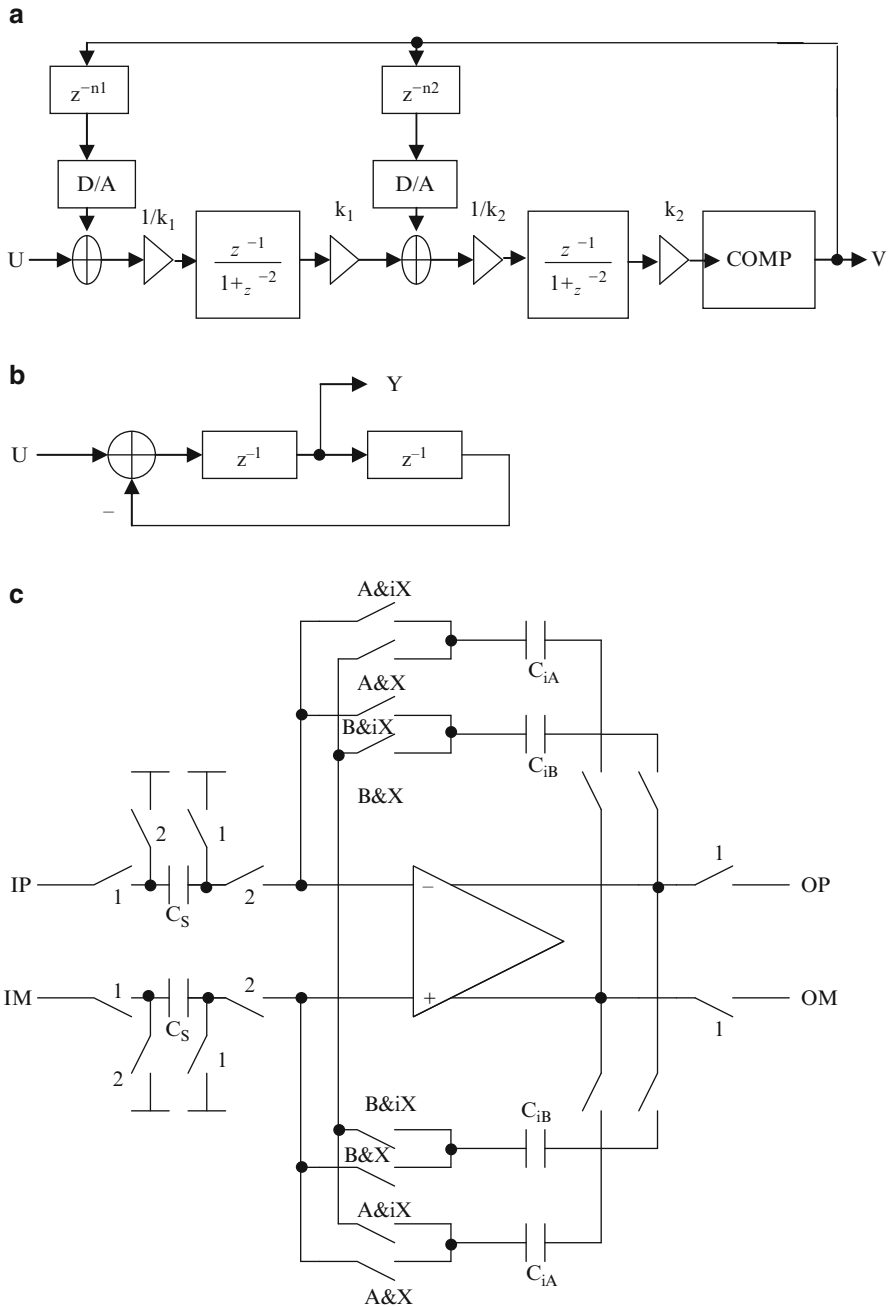 a
z⁻ⁿ¹
z⁻ⁿ²
D/A
D/A
1/k₁
k₁
1/k₂
k₂
U
z⁻¹
1+z⁻²
z⁻¹
1+z⁻²
COMP
V
b
Y
U
z⁻¹
z⁻¹
–
c
A&iX
C_iA
A&X
B&iX
C_iB
B&X
2
1
1
IP
1
C_S
2
–
OP
IM
1
C_S
2
+
OM
2
1
1
B&iX
C_iB
B&X
A&iX
C_iA
A&X